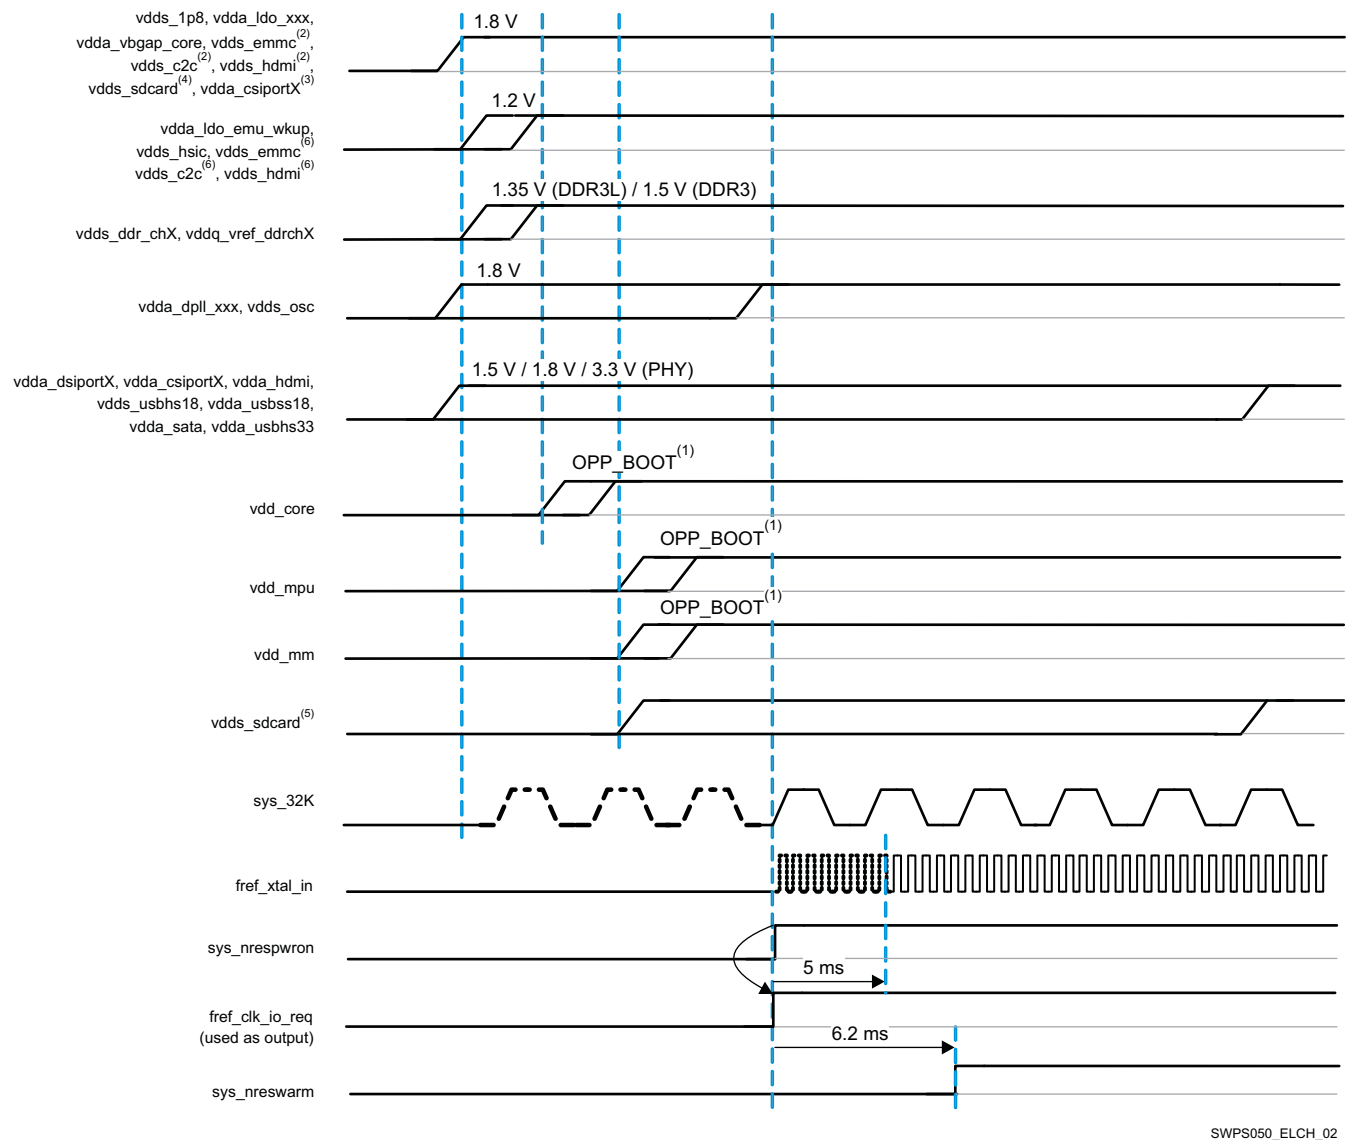 vdds_1p8, vdda_ldo_xxx,
vdda_vbgap_core, vdds_emmc(2),
vdds_c2c(2), vdds_hdmi(2),
vdds_sdcard(4), vdda_csiportX(3)
1.8 V
1.2 V
vdda_ldo_emu_wkup,
vdds_hsic, vdds_emmc(6)
vdds_c2c(6), vdds_hdmi(6)
1.35 V (DDR3L) / 1.5 V (DDR3)
vdds_ddr_chX, vddq_vref_ddrchX
1.8 V
vdda_dpll_xxx, vdds_osc
1.5 V / 1.8 V / 3.3 V (PHY)
vdda_dsiportX, vdda_csiportX, vdda_hdmi,
vdds_usbhs18, vdda_usbss18,
vdda_sata, vdda_usbhs33
OPP_BOOT(1)
vdd_core
OPP_BOOT(1)
vdd_mpu
OPP_BOOT(1)
vdd_mm
vdds_sdcard(5)
sys_32K
fref_xtal_in
sys_nrespwron
5 ms
fref_clk_io_req
(used as output)
6.2 ms
sys_nreswarm
SWPS050_ELCH_02